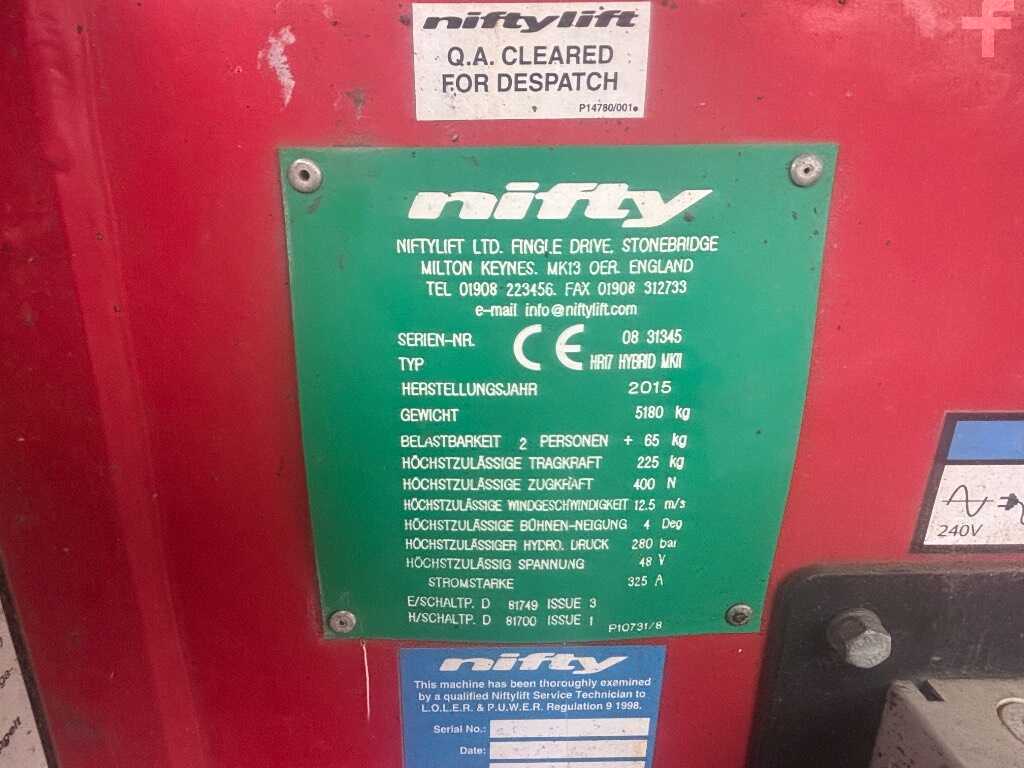 niftylift
Q.A. CLEARED
FOR DESPATCH
P14780/001
nifty
NIFTYLIFT LTD. FINGLE DRIVE. STONEBRIDGE
MILTON KEYNES. MK13 OER. ENGLAND
TEL 01908 223456. FAX 01908 312733
e-mail info@niftylift.com
SERIEN-NR. CE 08 31345
TYP HR17 HYBRID MKII
HERSTELLUNGSJAHR 2015
GEWICHT 5180 kg
BELASTBARKEIT 2 PERSONEN + 65 kg
HÖCHSTZULÄSSIGE TRAGKRAFT 225 kg
HÖCHSTZULÄSSIGE ZUGKRAFT 400 N
HÖCHSTZULÄSSIGE WINDGESCHWINDIGKEIT 12.5 m/s
HÖCHSTZULÄSSIGE BÖHNEN-NEIGUNG 4 Deg
HÖCHSTZULÄSSIGER HYDRO. DRUCK 280 bar
HÖCHSTZULÄSSIG SPANNUNG 48 V
STROMSTARKE 325 A
E/SCHALTP. D 81749 ISSUE 3
H/SCHALTP. D 81700 ISSUE 1
P10731/8
240V
nifty
This machine has been thoroughly examined
by a qualified Niftylift Service Technician to
L.O.L.E.R. & P.U.W.E.R. Regulation 9 1998.
Serial No.:
Date: